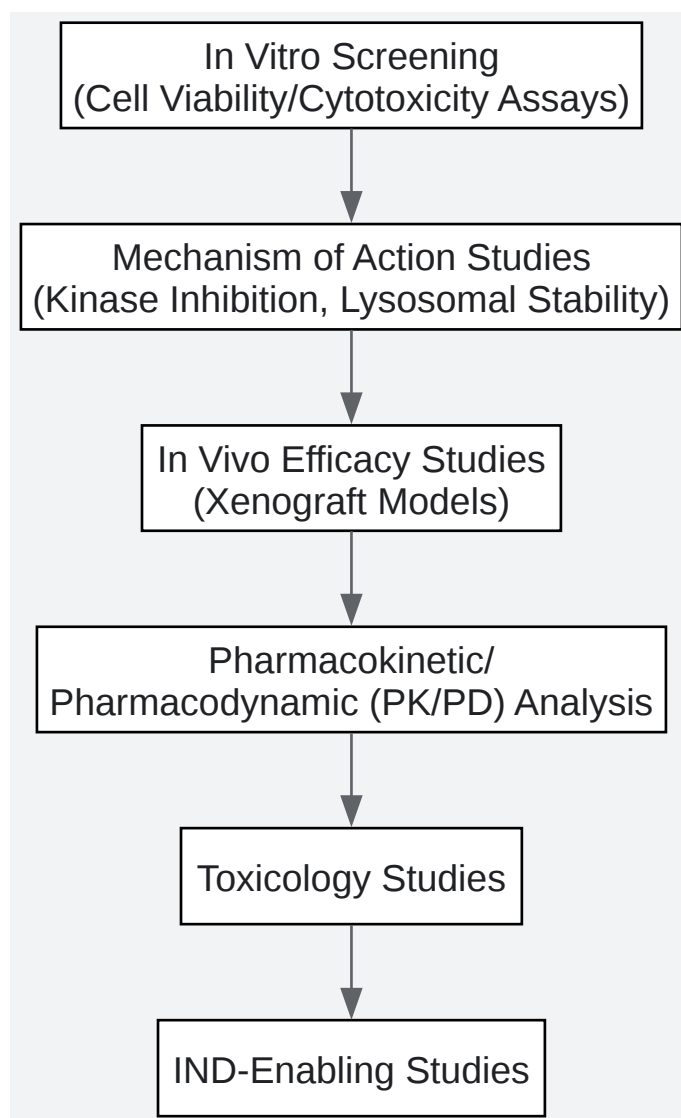 In Vitro Screening
(Cell Viability/Cytotoxicity Assays)
Mechanism of Action Studies
(Kinase Inhibition, Lysosomal Stability)
In Vivo Efficacy Studies
(Xenograft Models)
Pharmacokinetic/
Pharmacodynamic (PK/PD) Analysis
Toxicology Studies
IND-Enabling Studies